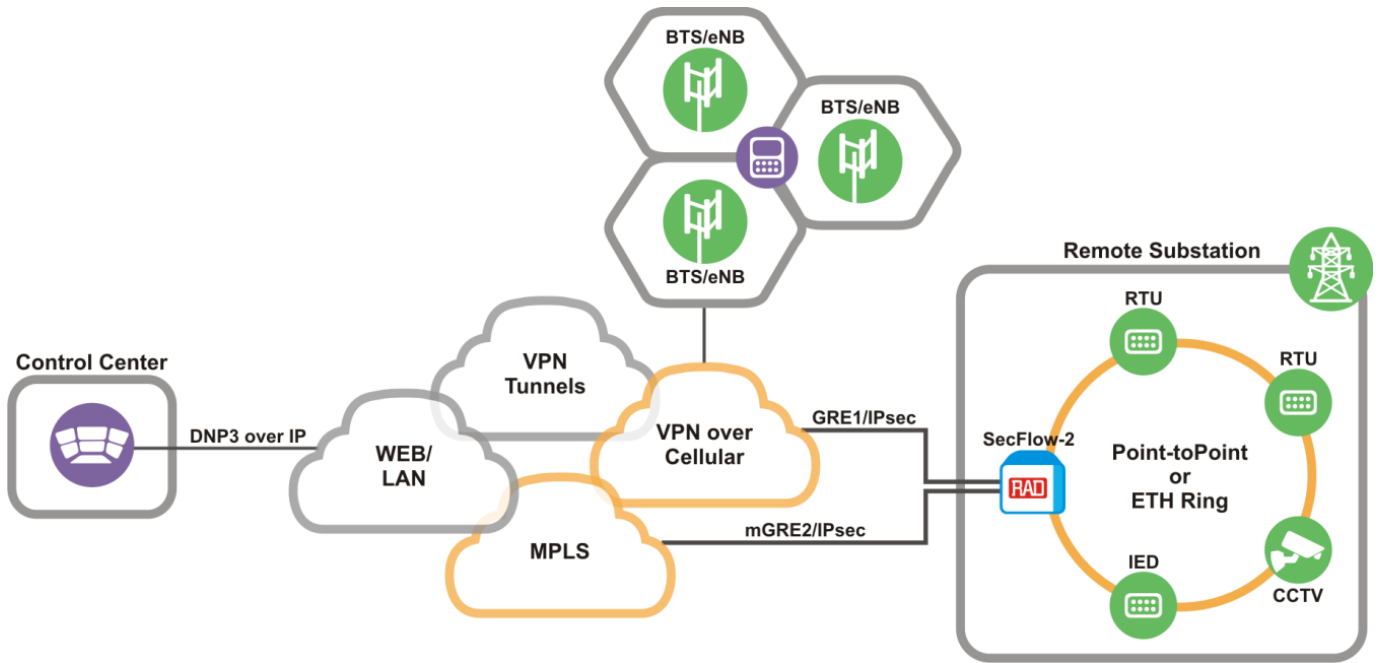 BTS/eNB
BTS/eNB
BTS/eNB
Remote Substation
RTU
RTU
Control Center
VPN
Tunnels
DNP3 over IP
WEB/
LAN
VPN over
Cellular
GRE1/IPsec
SecFlow-2
RAD
Point-toPoint
or
ETH Ring
mGRE2/IPsec
MPLS
IED
CCTV